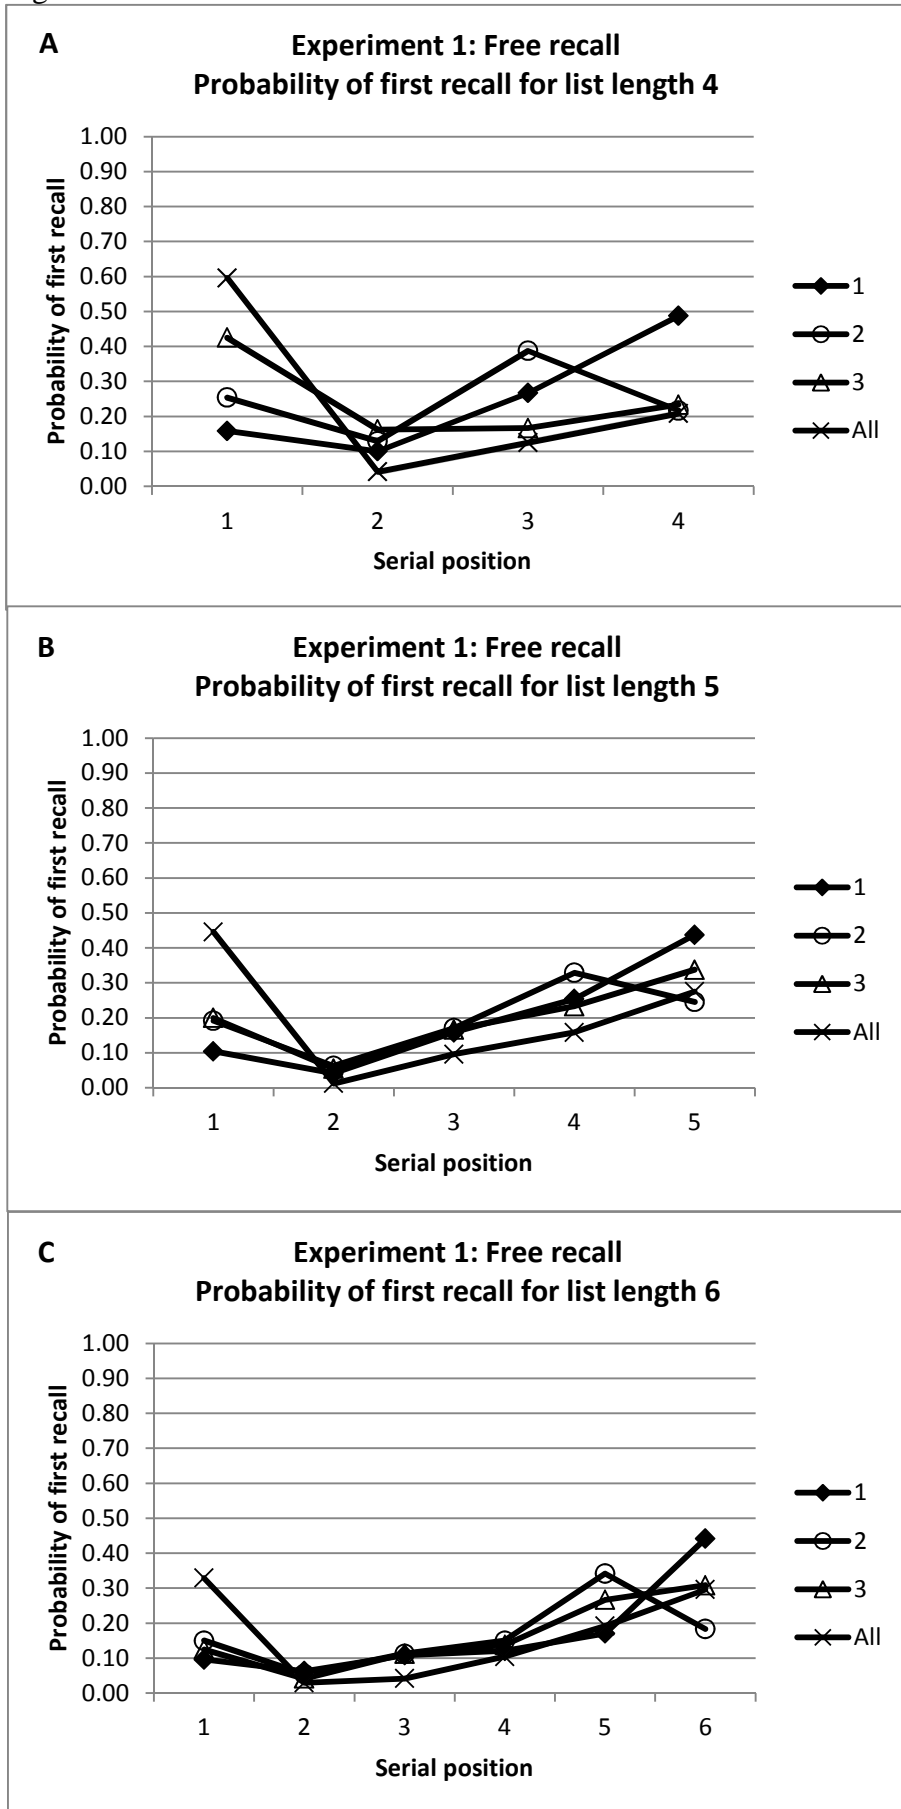 A
Experiment 1: Free recall
Probability of first recall for list length 4
Probability of first recall
1.00
0.90
0.80
0.70
0.60
0.50
0.40
0.30
0.20
0.10
0.00
1 2 3 4
Serial position
1
2
3
All
B
Experiment 1: Free recall
Probability of first recall for list length 5
Probability of first recall
1.00
0.90
0.80
0.70
0.60
0.50
0.40
0.30
0.20
0.10
0.00
1 2 3 4 5
Serial position
1
2
3
All
C
Experiment 1: Free recall
Probability of first recall for list length 6
Probability of first recall
1.00
0.90
0.80
0.70
0.60
0.50
0.40
0.30
0.20
0.10
0.00
1 2 3 4 5 6
Serial position
1
2
3
All